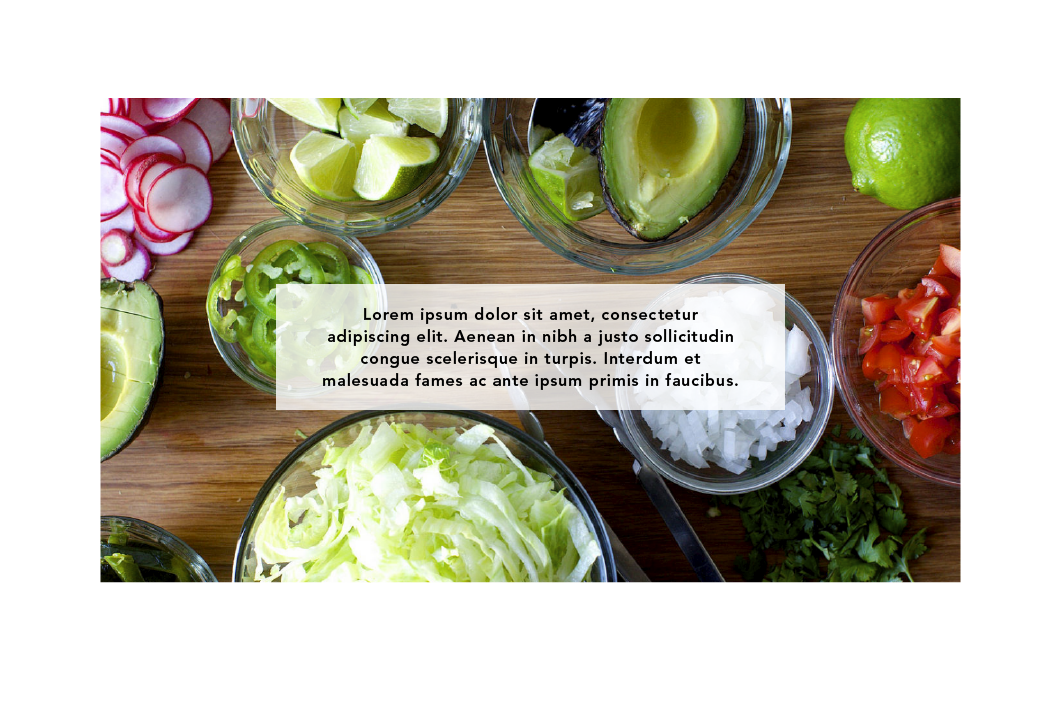 Lorem ipsum dolor sit amet, consectetur
adipiscing elit. Aenean in nibh a justo sollicitudin
congue scelerisque in turpis. Interdum et
malesuada fames ac ante ipsum primis in faucibus.